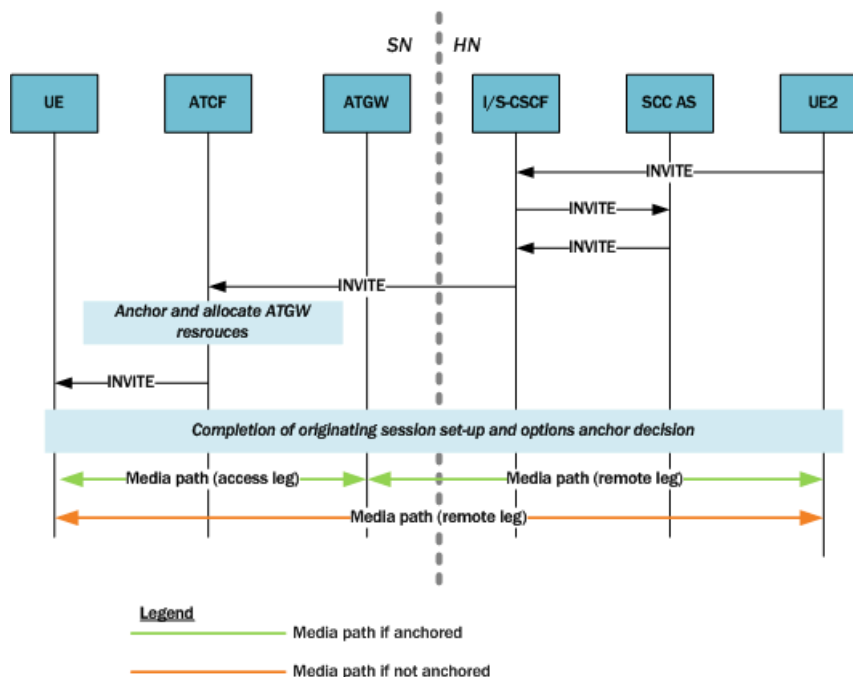 SN HN
UE ATCF ATGW I/S-CSCF SCC AS UE2
INVITE
INVITE
INVITE
INVITE
Anchor and allocate ATGW
resrouces
INVITE
Completion of originating session set-up and options anchor decision
Media path (access leg) Media path (remote leg)
Media path (remote leg)
Legend
Media path if anchored
Media path if not anchored